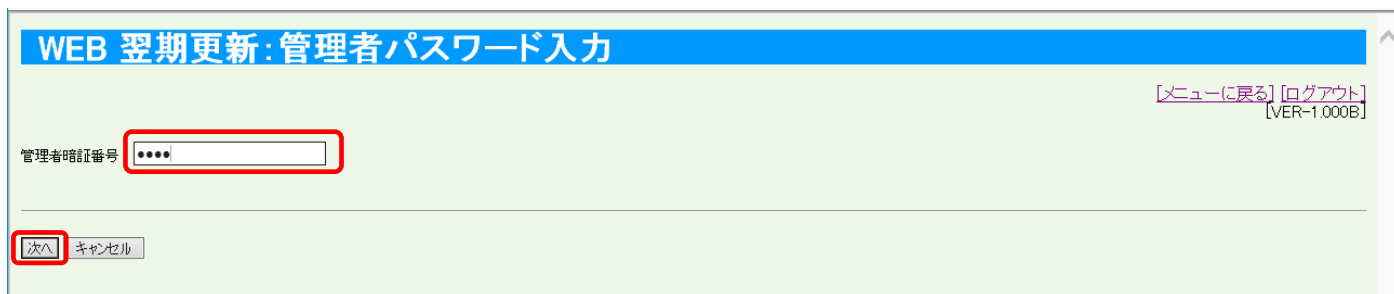 WEB 翌期更新：管理者パスワード入力
[メニューに戻る] [ログアウト]
[VER-1.000B]
管理者暗証番号 ••••
次へ キャンセル